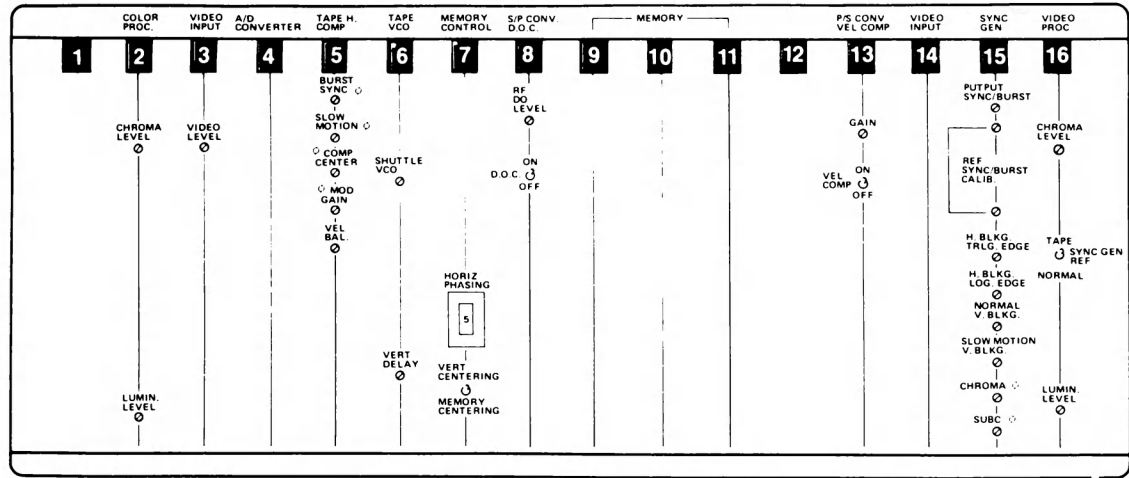 COLOR PROC.
VIDEO INPUT
A/D CONVERTER
TAPE H. COMP
TAPE VCO
MEMORY CONTROL
S/P CONV. D.O.C.
MEMORY
P/S CONV VEL COMP
VIDEO INPUT
SYNC GEN
VIDEO PROC
1
2
3
4
5
6
7
8
9
10
11
12
13
14
15
16
CHROMA
LEVEL
LUMIN.
LEVEL
VIDEO
LEVEL
BURST
SYNC
SLOW
MOTION
COMP
CENTER
MOD
GAIN
VEL
BAL.
SHUTTLE
VCO
VERT
DELAY
HORIZ
PHASING
5
VERT
CENTERING
MEMORY
CENTERING
RF
DO
LEVEL
ON
D.O.C.
OFF
GAIN
VEL COMP
ON
OFF
PUTPUT
SYNC/BURST
REF
SYNC/BURST
CALIB.
H. BLKG.
TRLG. EDGE
H. BLKG.
LOG. EDGE
NORMAL
V. BLKG.
SLOW MOTION
V. BLKG.
CHROMA
SUBC
CHROMA
LEVEL
TAPE
SYNC GEN
REF
NORMAL
LUMIN.
LEVEL